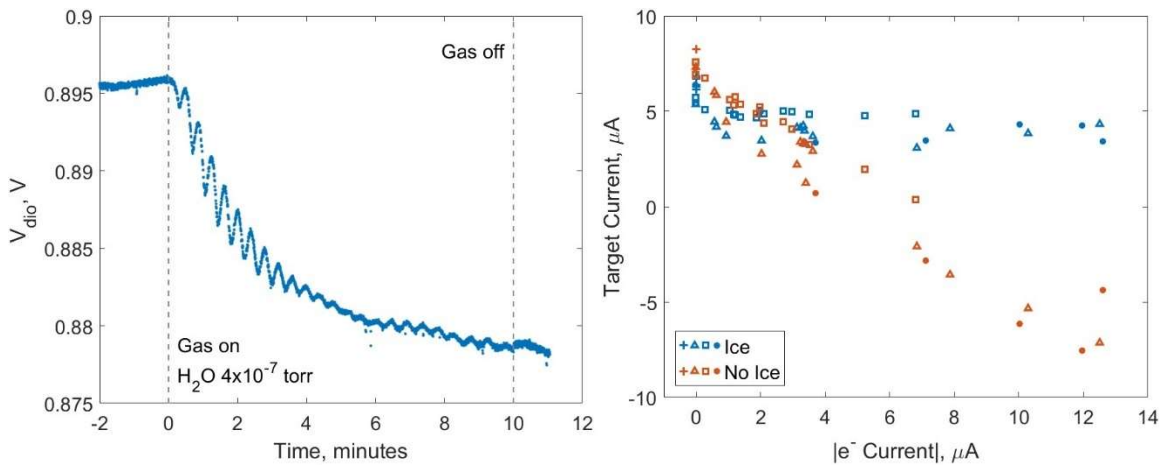 0.9
0.895
0.89
0.885
0.88
0.875
V_dio, V
Gas off
Gas on
H₂O 4x10⁻⁷ torr
-2 0 2 4 6 8 10 12
Time, minutes
10
5
0
-5
-10
Target Current, μA
Ice
No Ice
0 2 4 6 8 10 12 14
|e⁻ Current|, μA